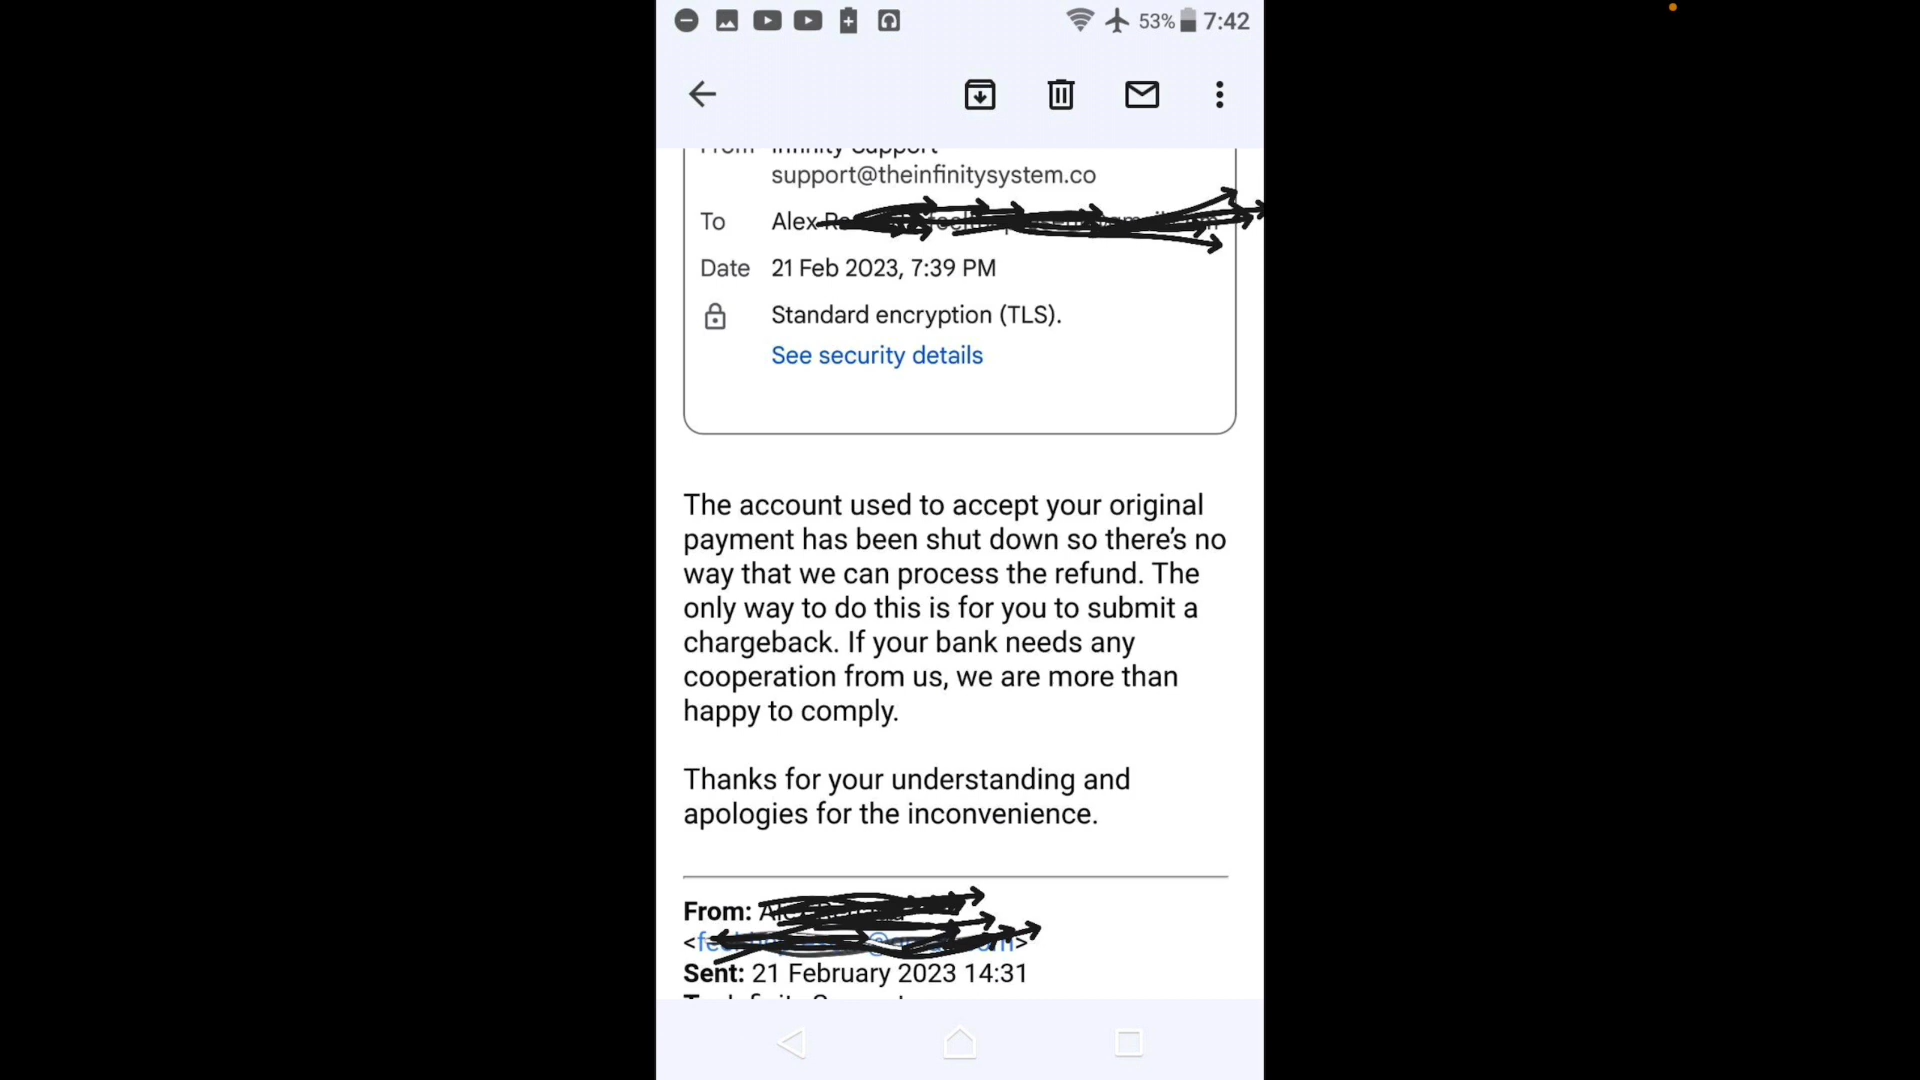 53% 7:42
From Infinity Support
support@theinfinitysystem.co
To Alex
Date 21 Feb 2023, 7:39 PM
Standard encryption (TLS).
See security details
The account used to accept your original
payment has been shut down so there's no
way that we can process the refund. The
only way to do this is for you to submit a
chargeback. If your bank needs any
cooperation from us, we are more than
happy to comply.
Thanks for your understanding and
apologies for the inconvenience.
From: Alex
Sent: 21 February 2023 14:31